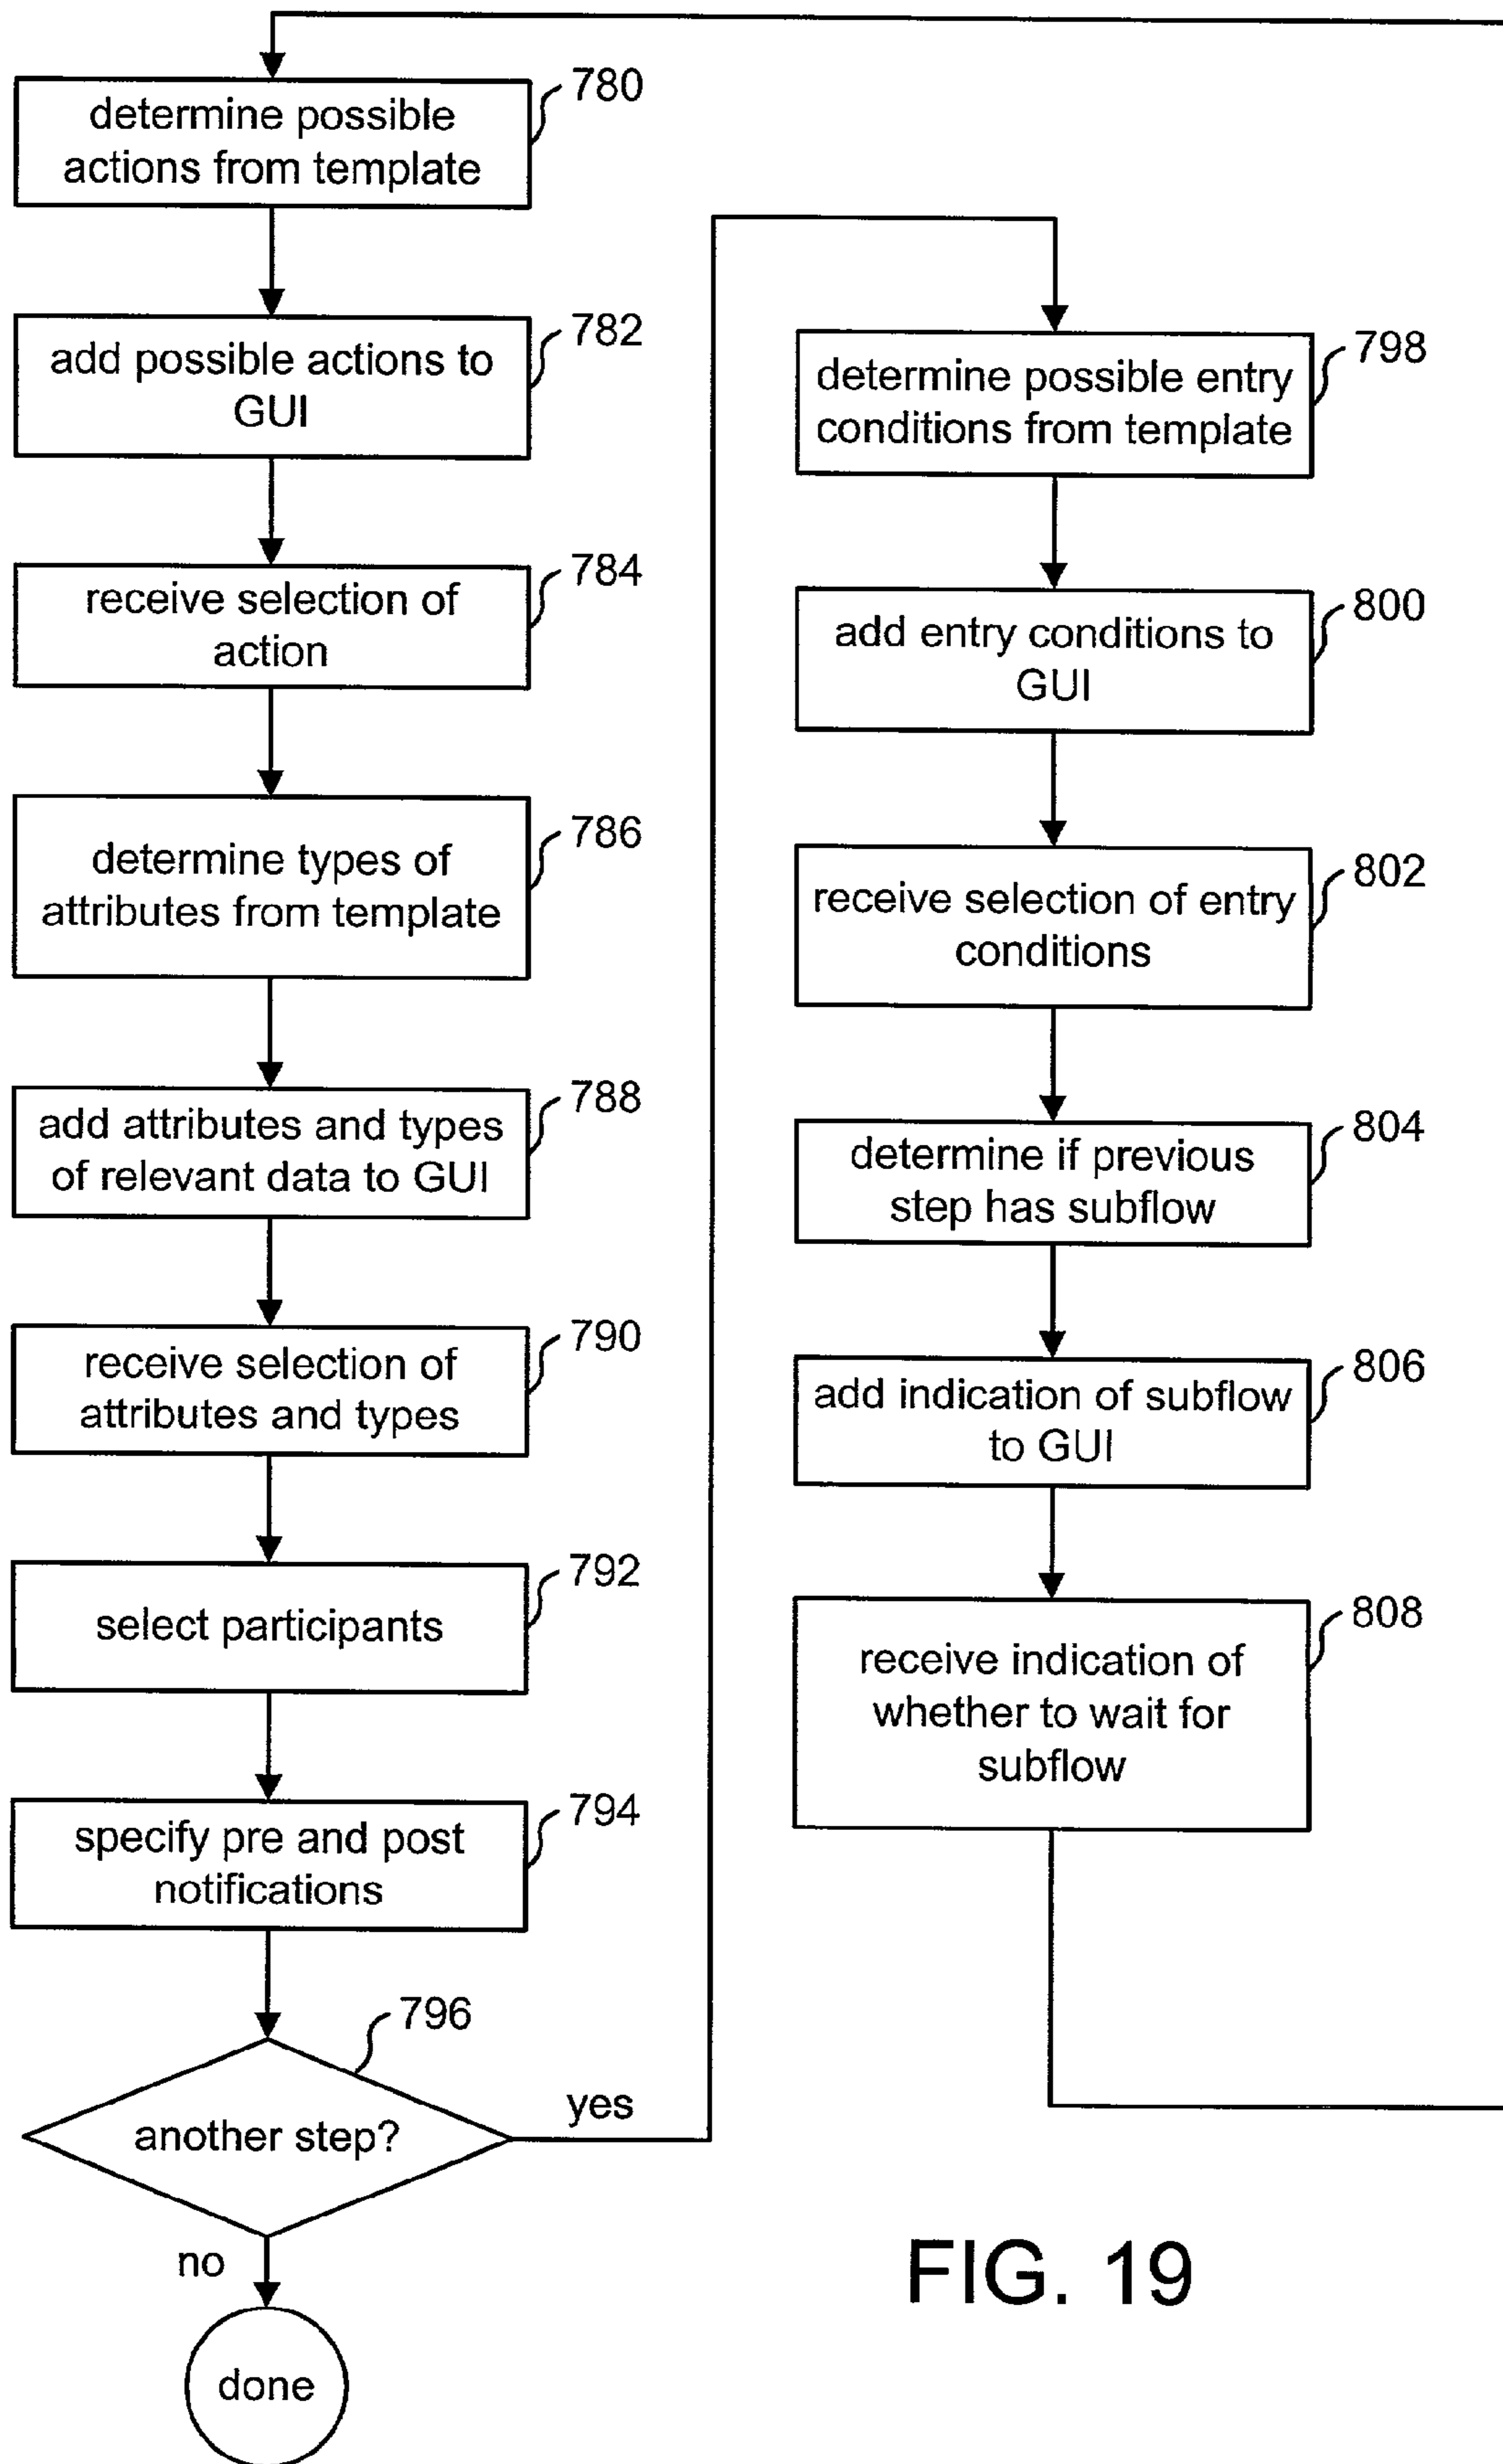 determine possible
actions from template
780
add possible actions to
GUI
782
receive selection of
action
784
determine types of
attributes from template
786
add attributes and types
of relevant data to GUI
788
receive selection of
attributes and types
790
select participants
792
specify pre and post
notifications
794
another step?
796
yes
no
done
determine possible entry
conditions from template
798
add entry conditions to
GUI
800
receive selection of entry
conditions
802
determine if previous
step has subflow
804
add indication of subflow
to GUI
806
receive indication of
whether to wait for
subflow
808
FIG. 19